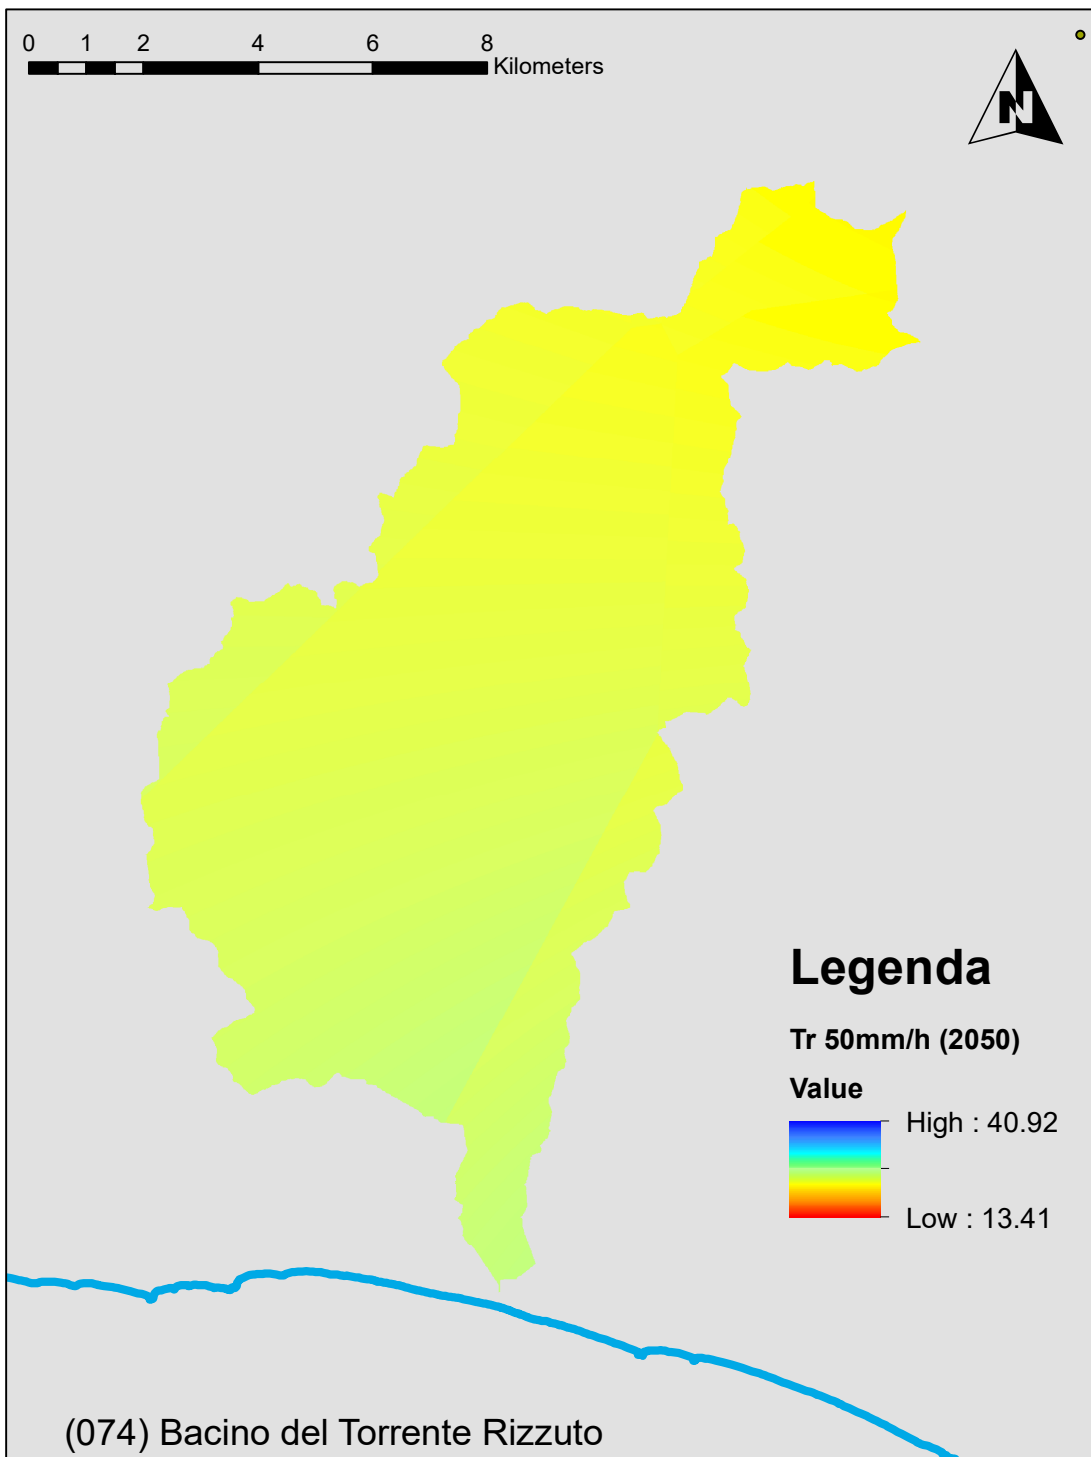 0 1 2 4 6 8
Kilometers
N
Legenda
Tr 50mm/h (2050)
Value
High : 40.92
Low : 13.41
(074) Bacino del Torrente Rizzuto